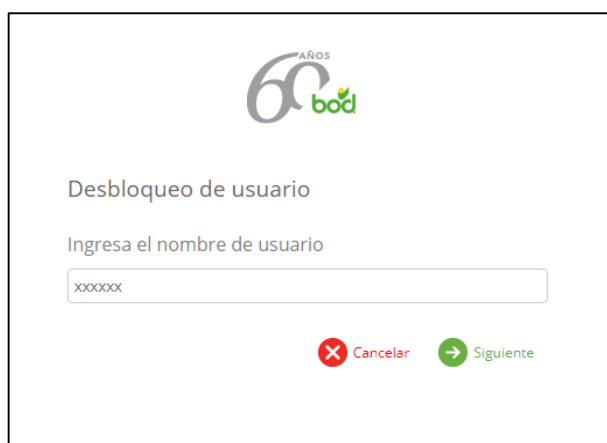 60 AÑOS
bod
Desbloqueo de usuario
Ingresa el nombre de usuario
xxxxxx
Cancelar
Siguiente